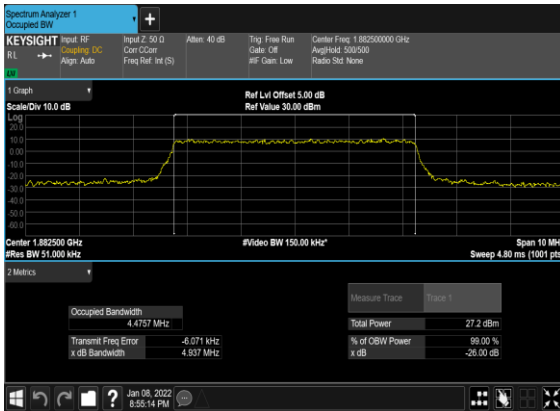 Spectrum Analyzer 1
Occupied BW
KEYSIGHT
RL
Input: RF
Coupling: DC
Align: Auto
Input Z: 50 Ω
Corr CCorr
Freq Ref: Int (S)
Atten: 40 dB
Trig: Free Run
Gate: Off
#IF Gain: Low
Center Freq: 1.882500000 GHz
Avg|Hold: 500/500
Radio Std: None
1 Graph
Scale/Div 10.0 dB
Ref Lvl Offset 5.00 dB
Ref Value 30.00 dBm
Log
20.0
10.0
0.00
-10.0
-20.0
-30.0
-40.0
-50.0
-60.0
Center 1.882500 GHz
#Res BW 51.000 kHz
#Video BW 150.00 kHz*
Span 10 MH
Sweep 4.80 ms (1001 pts
2 Metrics
Measure Trace
Trace 1
Occupied Bandwidth
4.4757 MHz
Total Power
27.2 dBm
Transmit Freq Error
-6.071 kHz
% of OBW Power
99.00 %
x dB Bandwidth
4.937 MHz
x dB
-26.00 dB
?
Jan 08, 2022
8:55:14 PM